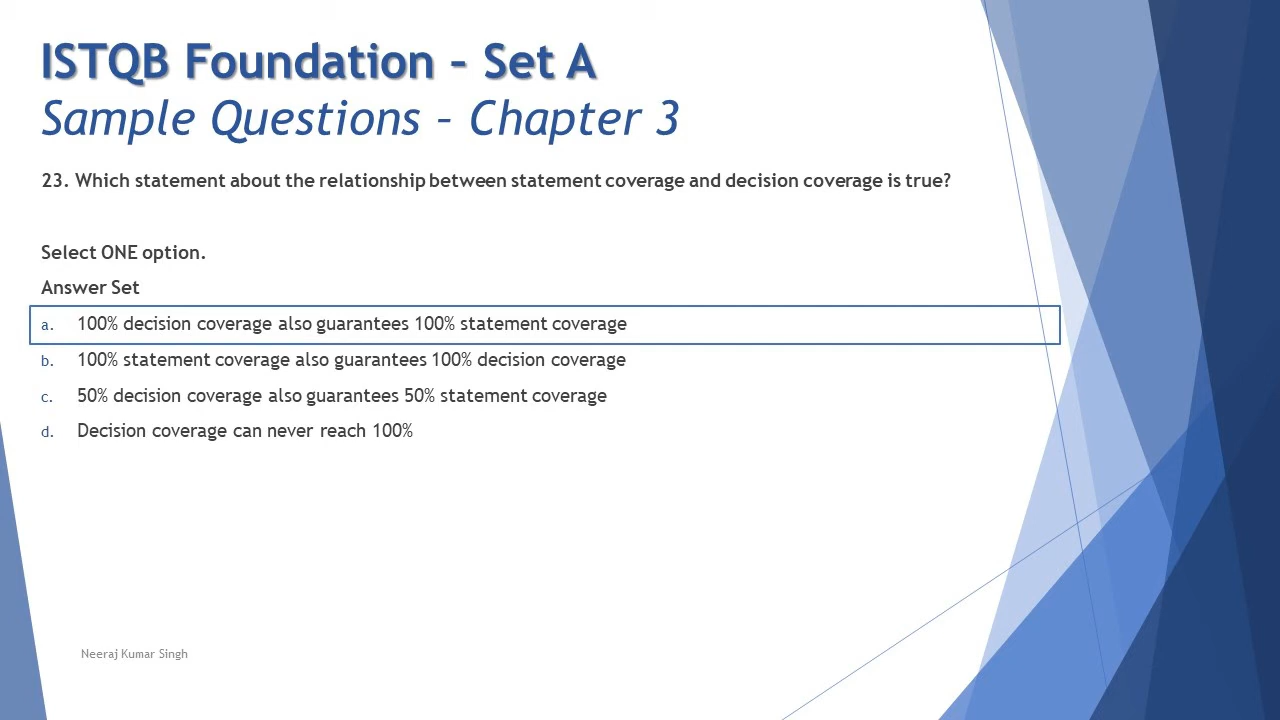 ISTQB Foundation – Set A
Sample Questions – Chapter 3
23. Which statement about the relationship between statement coverage and decision coverage is true?
Select ONE option.
Answer Set
a. 100% decision coverage also guarantees 100% statement coverage
b. 100% statement coverage also guarantees 100% decision coverage
c. 50% decision coverage also guarantees 50% statement coverage
d. Decision coverage can never reach 100%
Neeraj Kumar Singh